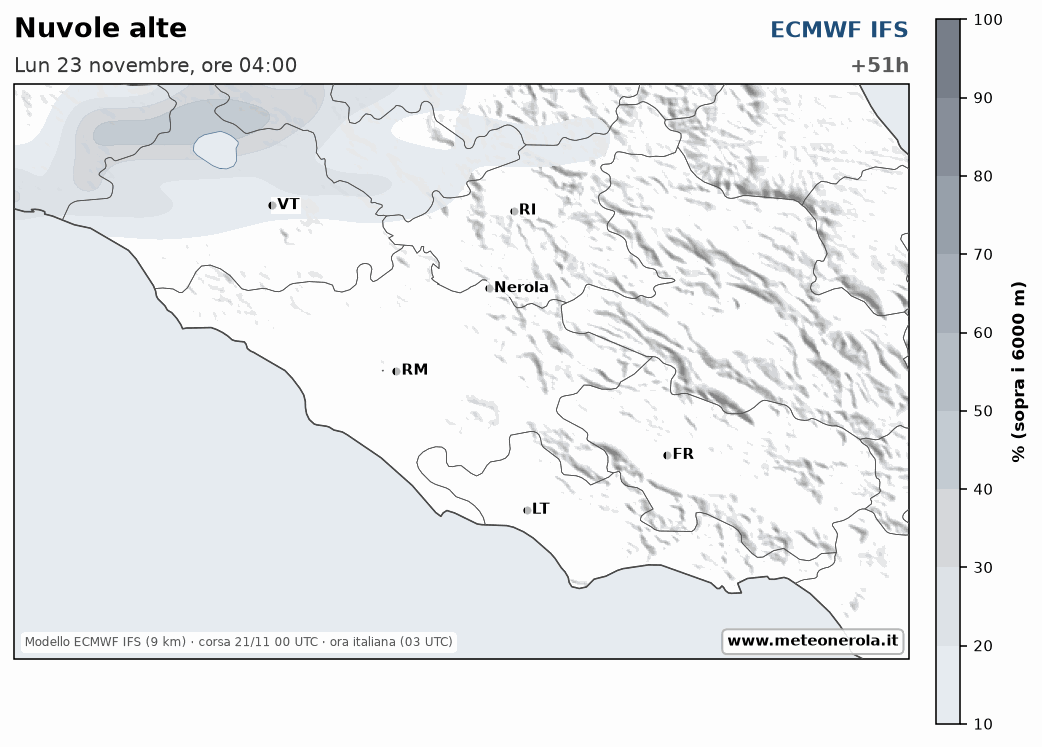 Nuvole alte
ECMWF IFS
Lun 23 novembre, ore 04:00
+51h
VT
RI
Nerola
RM
FR
LT
Modello ECMWF IFS (9 km) · corsa 21/11 00 UTC · ora italiana (03 UTC)
www.meteonerola.it
100
90
80
70
60
50
40
30
20
10
% (sopra i 6000 m)